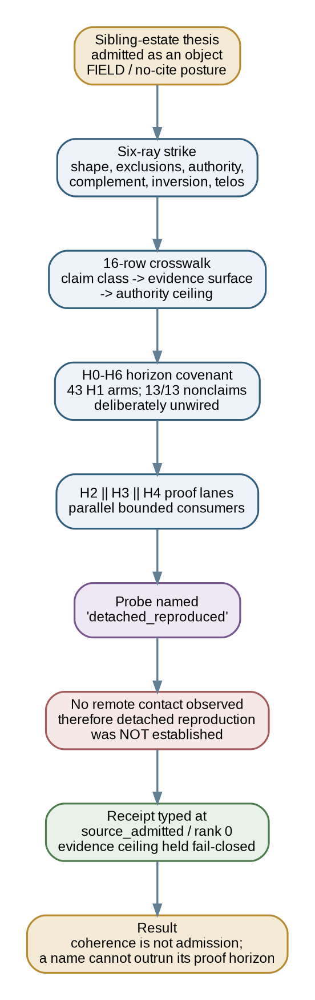 Sibling-estate thesis
admitted as an object
FIELD / no-cite posture
Six-ray strike
shape, exclusions, authority,
complement, inversion, telos
16-row crosswalk
claim class -> evidence surface
-> authority ceiling
H0-H6 horizon covenant
43 H1 arms; 13/13 nonclaims
deliberately unwired
H2 || H3 || H4 proof lanes
parallel bounded consumers
Probe named
'detached_reproduced'
No remote contact observed
therefore detached reproduction
was NOT established
Receipt typed at
source_admitted / rank 0
evidence ceiling held fail-closed
Result
coherence is not admission;
a name cannot outrun its proof horizon